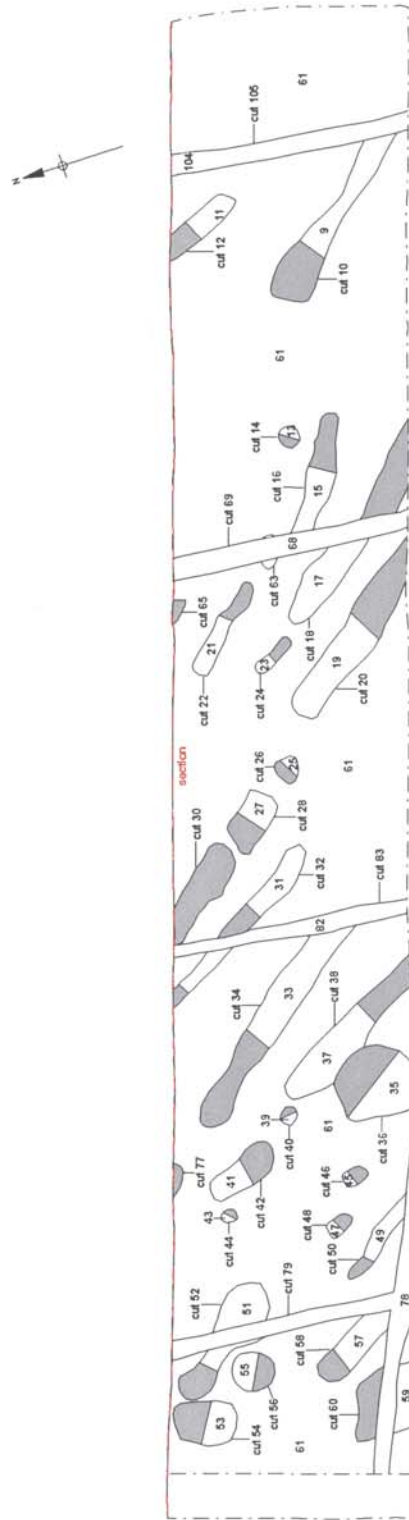 N
61
cut 105
104
11
cut 12
9
cut 10
61
cut 14
13
cut 16
15
cut 69
68
cut 63
17
cut 18
cut 65
21
cut 22
23
cut 24
19
cut 20
section
cut 26
25
61
cut 30
27
cut 28
31
cut 32
cut 83
82
cut 34
33
cut 38
37
35
cut 36
39
cut 40
61
cut 77
41
cut 42
cut 46
45
43
cut 44
cut 48
47
cut 50
49
cut 52
51
cut 79
78
cut 58
57
55
cut 56
53
cut 54
cut 60
59
61